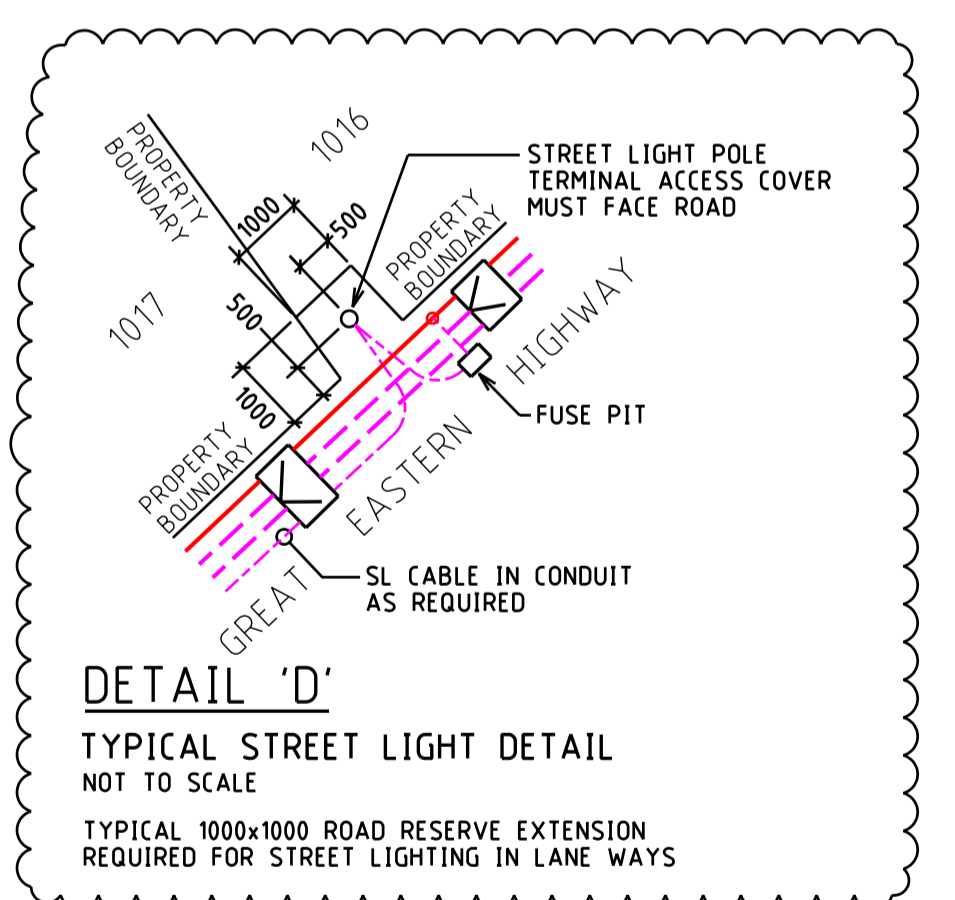 1016
PROPERTY
BOUNDARY
STREET LIGHT POLE
TERMINAL ACCESS COVER
MUST FACE ROAD
1000
500
PROPERTY
BOUNDARY
1017
500
1000
HIGHWAY
FUSE PIT
PROPERTY
BOUNDARY
EASTERN
SL CABLE IN CONDUIT
AS REQUIRED
GREAT
DETAIL 'D'
TYPICAL STREET LIGHT DETAIL
NOT TO SCALE
TYPICAL 1000x1000 ROAD RESERVE EXTENSION
REQUIRED FOR STREET LIGHTING IN LANE WAYS